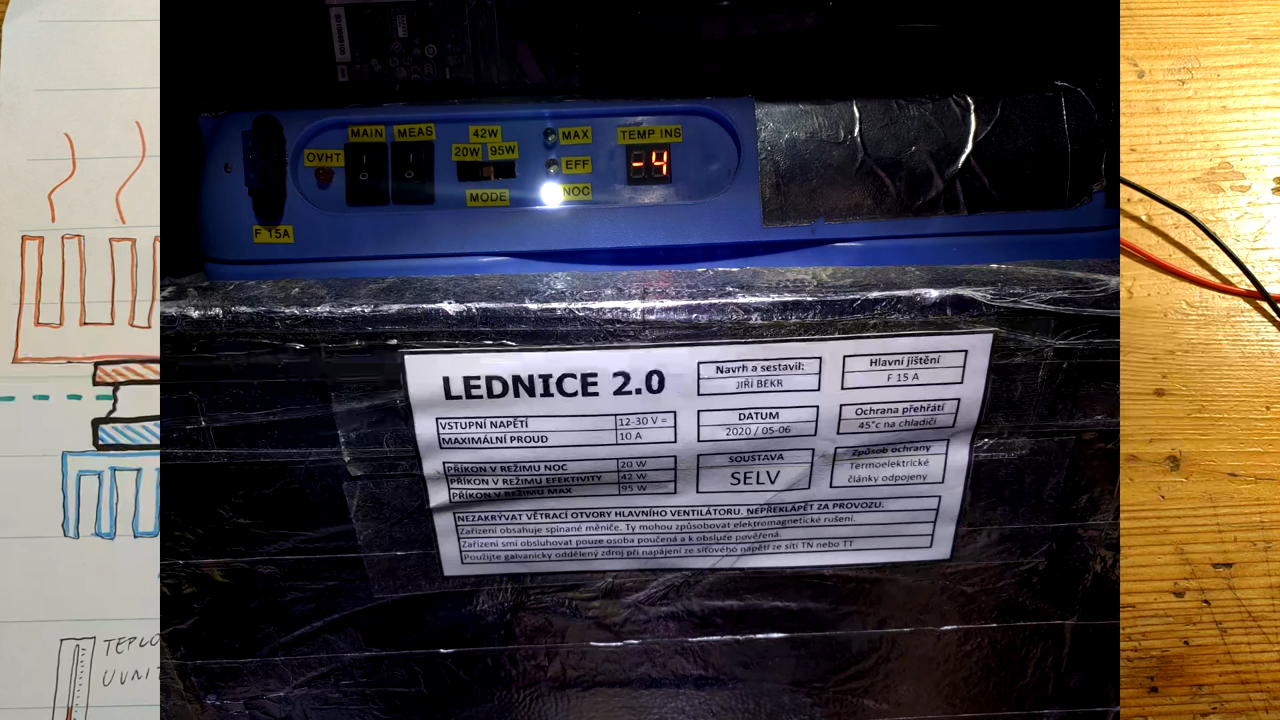 MAIN
MEAS
42W
MAX
TEMP INS
OVHT
20W
95W
EFF
-4
MODE
NOC
F 15A
LEDNICE 2.0
Navrh a sestavil:
JIŘÍ BEKR
Hlavní jištění
F 15 A
VSTUPNÍ NAPĚTÍ 12-30 V =
MAXIMÁLNÍ PROUD 10 A
DATUM
2020 / 05-06
Ochrana přehřátí
45°c na chladiči
PŘÍKON V REŽIMU NOC 20 W
PŘÍKON V REŽIMU EFEKTIVITY 42 W
PŘÍKON V REŽIMU MAX 95 W
SOUSTAVA
SELV
Způsob ochrany
Termoelektrické
články odpojeny
NEZAKRÝVAT VĚTRACÍ OTVORY HLAVNÍHO VENTILÁTORU. NEPŘEKLÁPĚT ZA PROVOZU.
Zařízení obsahuje spínané měniče. Ty mohou způsobovat elektromagnetické rušení.
Zařízení smí obsluhovat pouze osoba poučená a k obsluze pověřená.
Použijte galvanicky oddělený zdroj při napájení ze síťového napětí ze sítí TN nebo TT
TEPLO
UVNI